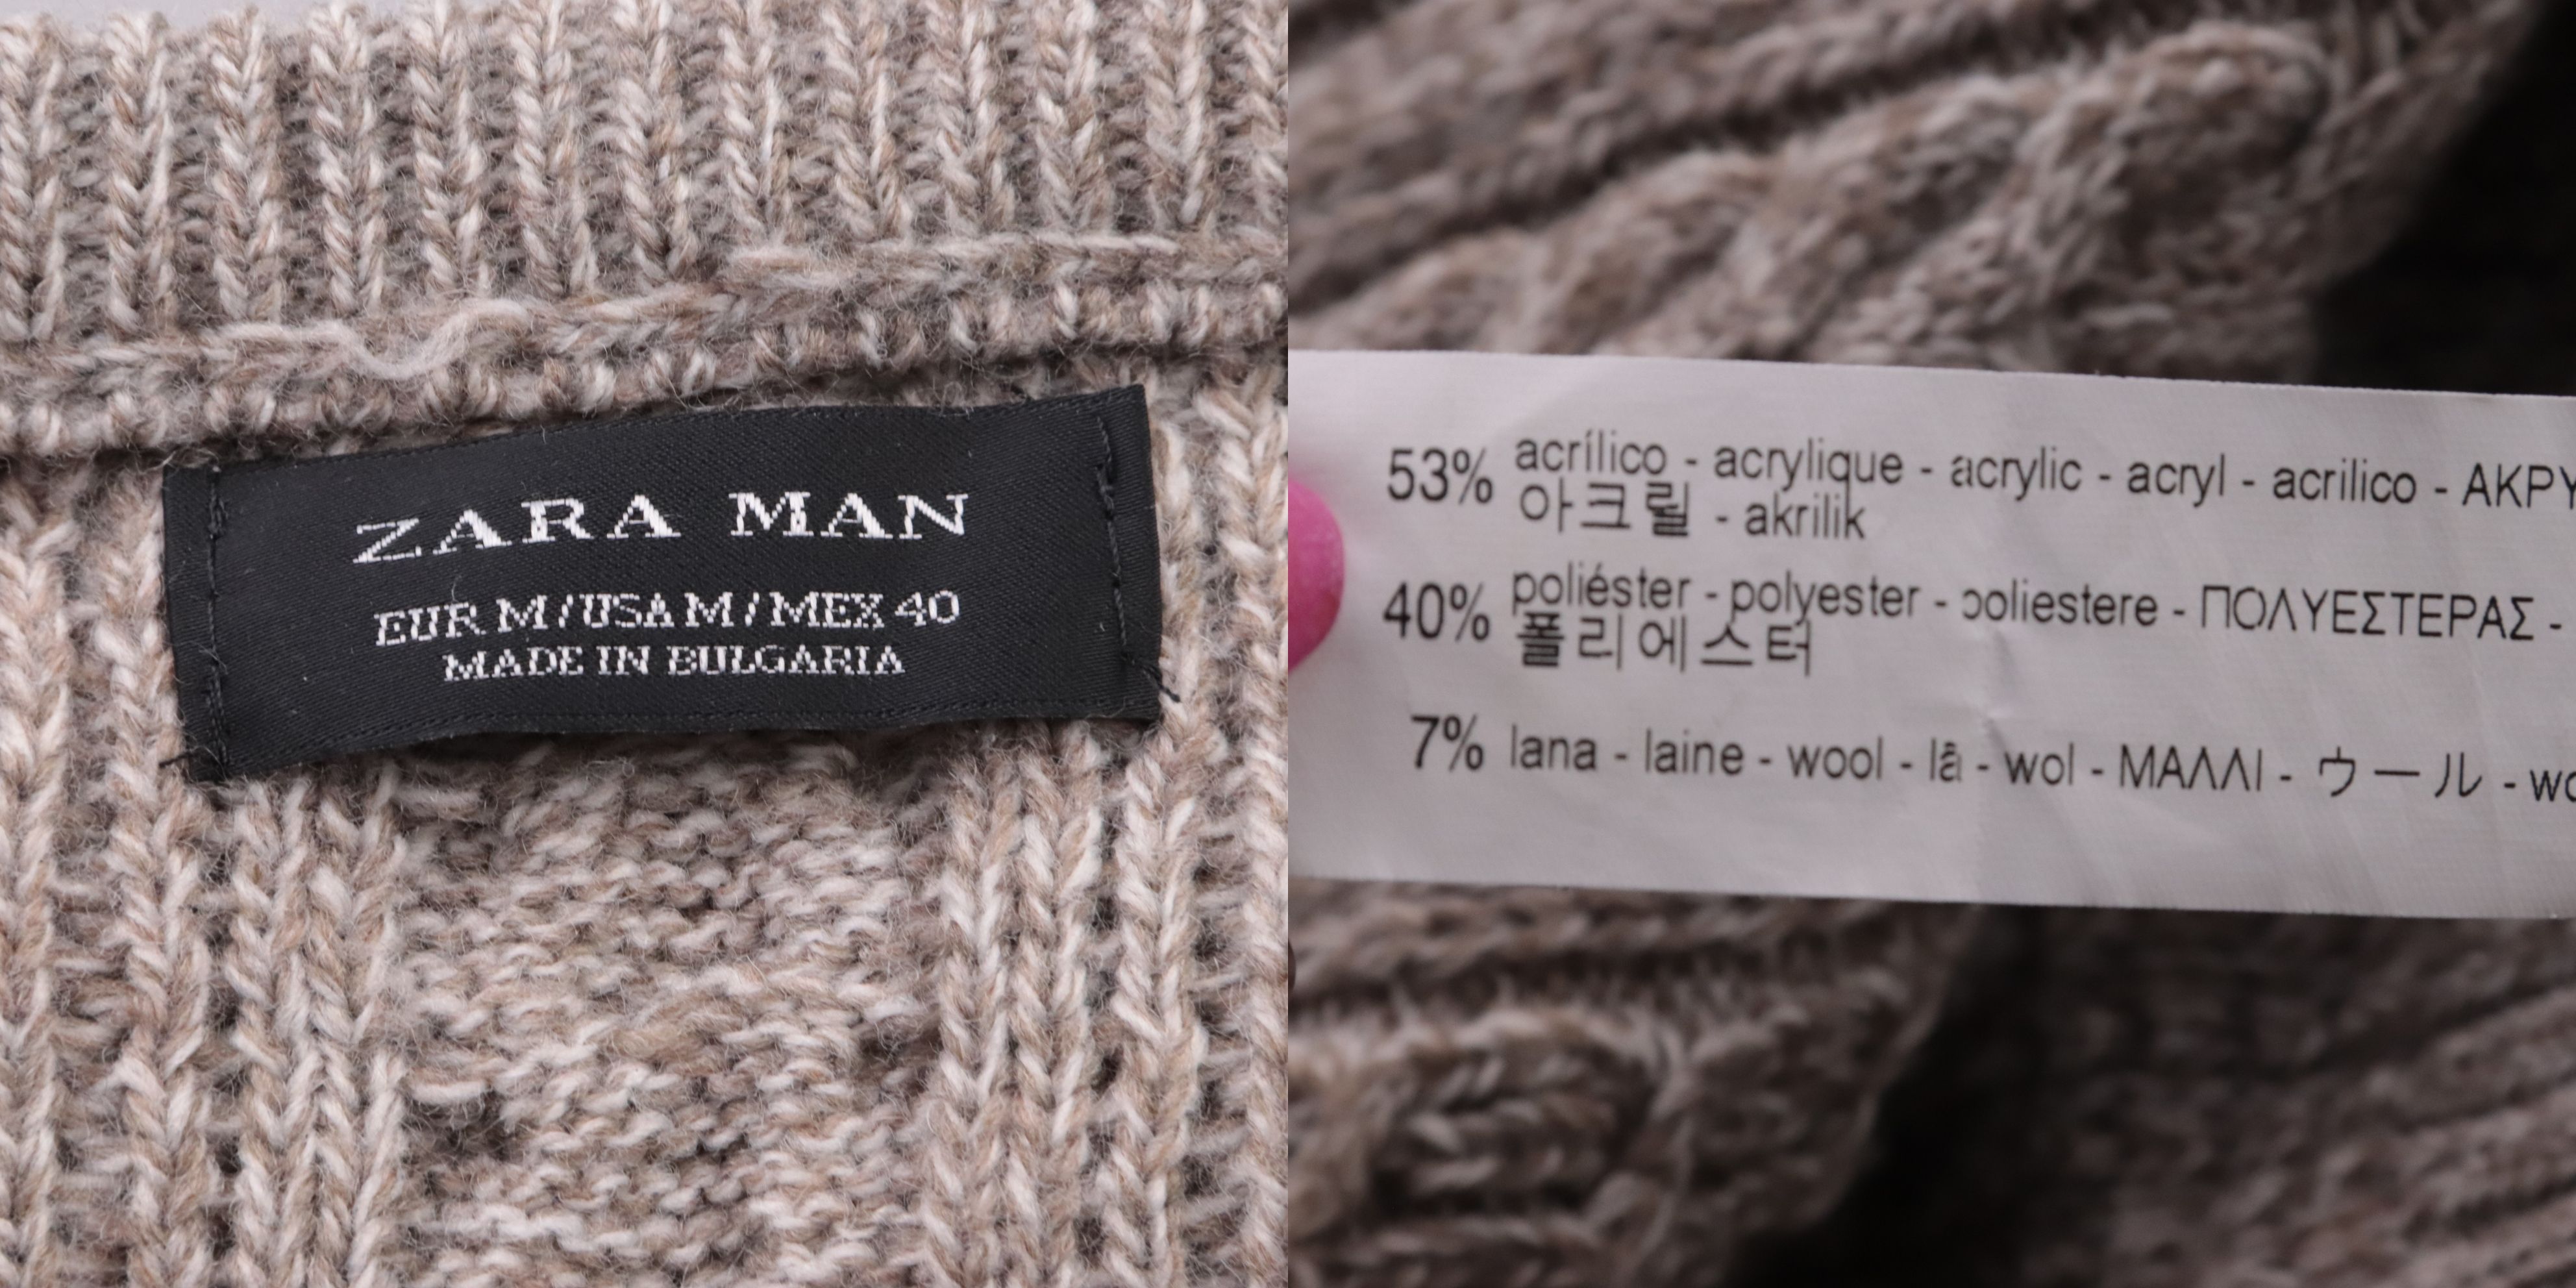 ZARA MAN
EUR M / USA M / MEX 40
MADE IN BULGARIA
53% acrílico - acrylique - acrylic - acryl - acrilico -
아크릴 - akrilik
40% poliéster - polyester - poliestere - ΠΟΛΥΕΣΤΕΡΑΣ -
폴리에스터
7% lana - laine - wool - lã - wol - ΜΑΛΛΙ - ウール -